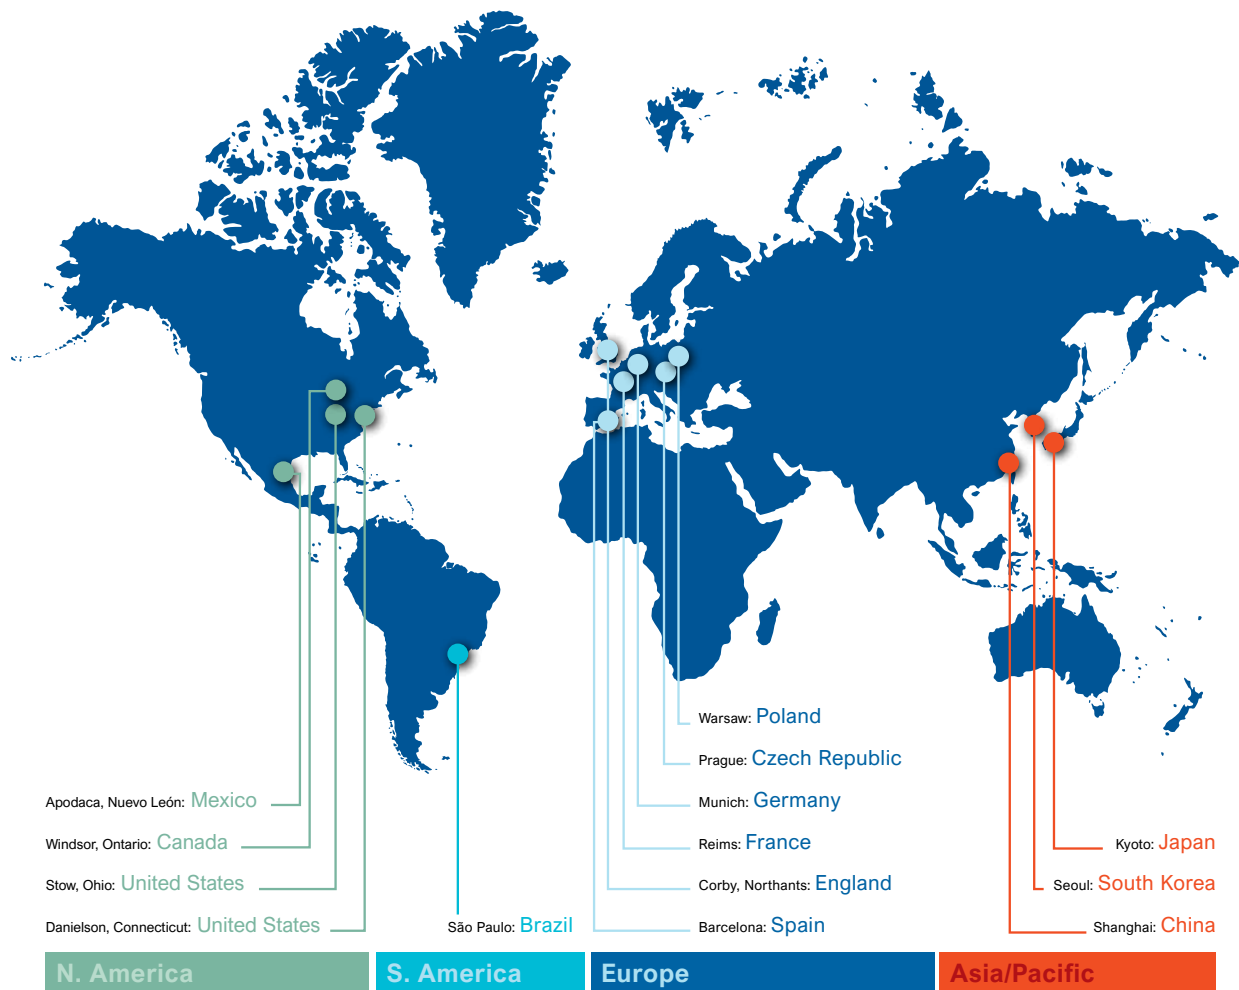 Warsaw: Poland
Prague: Czech Republic
Apodaca, Nuevo León: Mexico
Munich: Germany
Windsor, Ontario: Canada
Reims: France
Kyoto: Japan
Stow, Ohio: United States
Corby, Northants: England
Seoul: South Korea
Danielson, Connecticut: United States
São Paulo: Brazil
Barcelona: Spain
Shanghai: China
N. America
S. America
Europe
Asia/Pacific